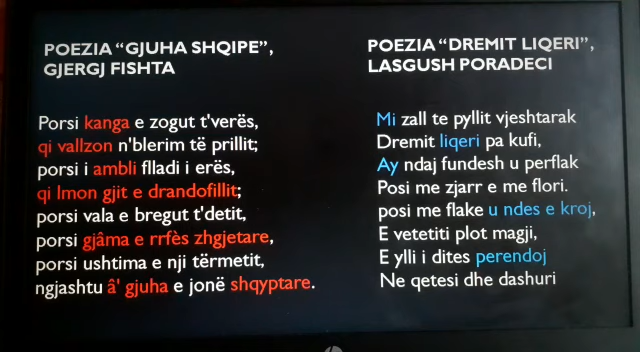 POEZIA “GJUHA SHQIPE”,
GJERGJ FISHTA
Porsi kanga e zogut t'verës,
qi vallzon n'blerim të prillit;
porsi i ambli flladi i erës,
qi lmon gjit e drandofillit;
porsi vala e bregut t'detit,
porsi gjâma e rrfès zhgjetare,
porsi ushtima e nji tërmetit,
ngjashtu â' gjuha e jonë shqyptare.
POEZIA “DREMIT LIQERI”,
LASGUSH PORADECI
Mi zall te pyllit vjeshtarak
Dremit liqeri pa kufi,
Ay ndaj fundesh u perflak
Posi me zjarr e me flori.
posi me flake u ndes e kroj,
E vetetiti plot magji,
E ylli i dites perendoj
Ne qetesi dhe dashuri